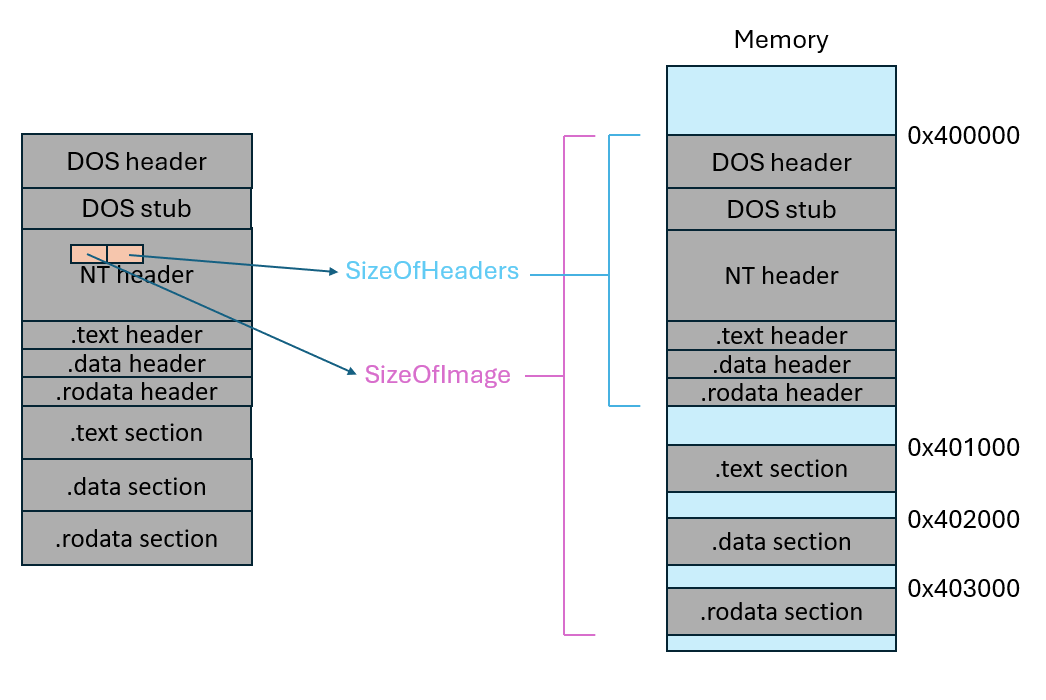 Memory
DOS header
DOS stub
NT header
.text header
.data header
.rodata header
.text section
.data section
.rodata section
SizeOfHeaders
SizeOfImage
0x400000
DOS header
DOS stub
NT header
.text header
.data header
.rodata header
0x401000
.text section
0x402000
.data section
0x403000
.rodata section